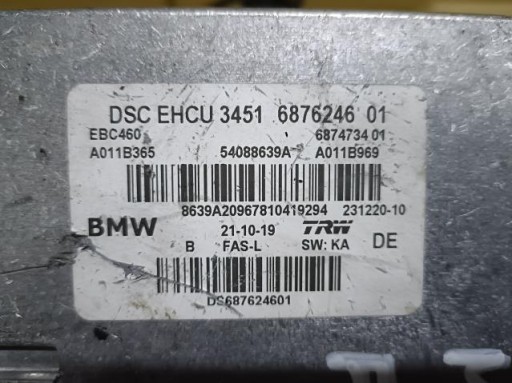 DSC EHCU 3451 6876246 01
EBC460 6874734 01
A011B365 54088639A A011B969
8639A20967810419294 231220-10
BMW 21-10-19 TRW
B FAS-L SW: KA DE
DS687624601